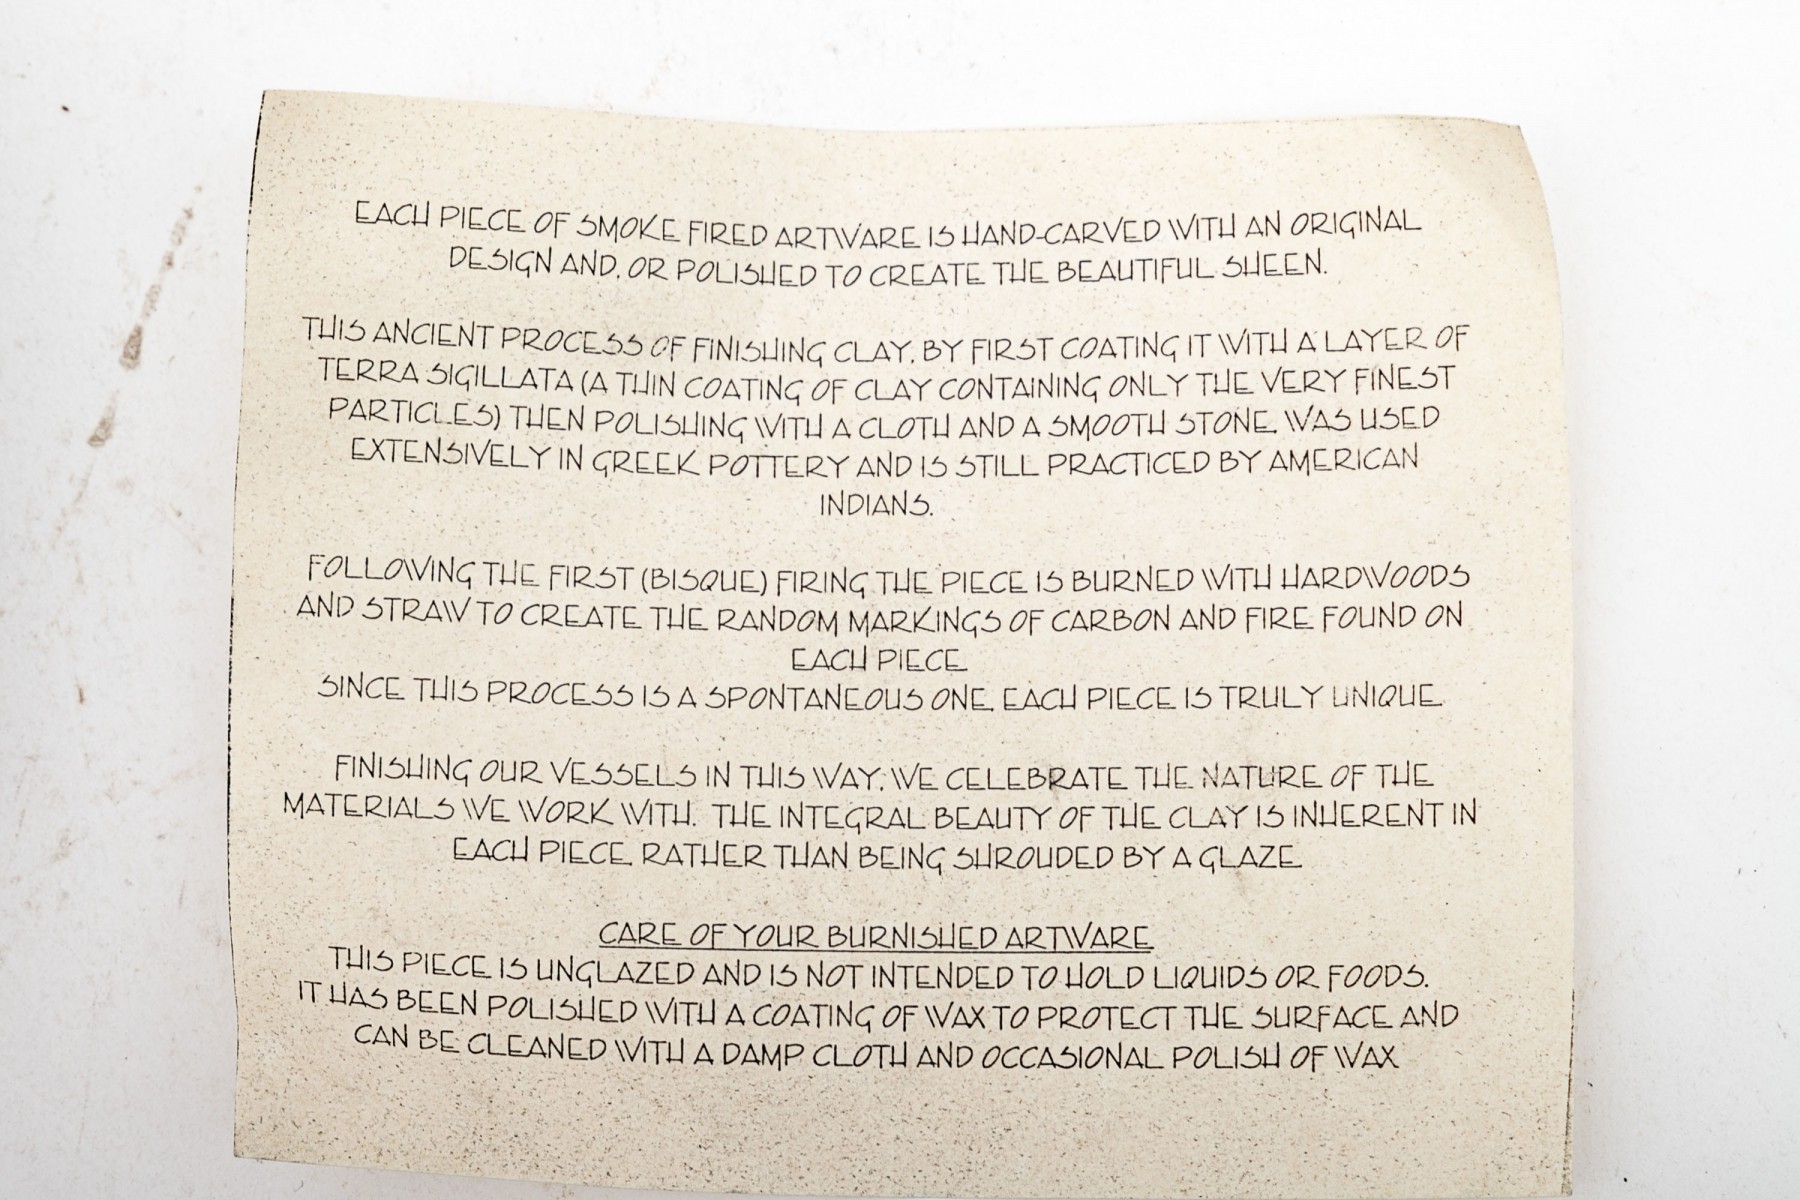 EACH PIECE OF SMOKE FIRED ARTWARE IS HAND-CARVED WITH AN ORIGINAL
DESIGN AND, OR POLISHED TO CREATE THE BEAUTIFUL SHEEN.
THIS ANCIENT PROCESS OF FINISHING CLAY, BY FIRST COATING IT WITH A LAYER OF
TERRA SIGILLATA (A THIN COATING OF CLAY CONTAINING ONLY THE VERY FINEST
PARTICLES) THEN POLISHING WITH A CLOTH AND A SMOOTH STONE, WAS USED
EXTENSIVELY IN GREEK POTTERY AND IS STILL PRACTICED BY AMERICAN
INDIANS.
FOLLOWING THE FIRST (BISQUE) FIRING THE PIECE IS BURNED WITH HARDWOODS
AND STRAW TO CREATE THE RANDOM MARKINGS OF CARBON AND FIRE FOUND ON
EACH PIECE.
SINCE THIS PROCESS IS A SPONTANEOUS ONE, EACH PIECE IS TRULY UNIQUE.
FINISHING OUR VESSELS IN THIS WAY, WE CELEBRATE THE NATURE OF THE
MATERIALS WE WORK WITH. THE INTEGRAL BEAUTY OF THE CLAY IS INHERENT IN
EACH PIECE, RATHER THAN BEING SHROUDED BY A GLAZE.
CARE OF YOUR BURNISHED ARTWARE
THIS PIECE IS UNGLAZED AND IS NOT INTENDED TO HOLD LIQUIDS OR FOODS.
IT HAS BEEN POLISHED WITH A COATING OF WAX TO PROTECT THE SURFACE AND
CAN BE CLEANED WITH A DAMP CLOTH AND OCCASIONAL POLISH OF WAX